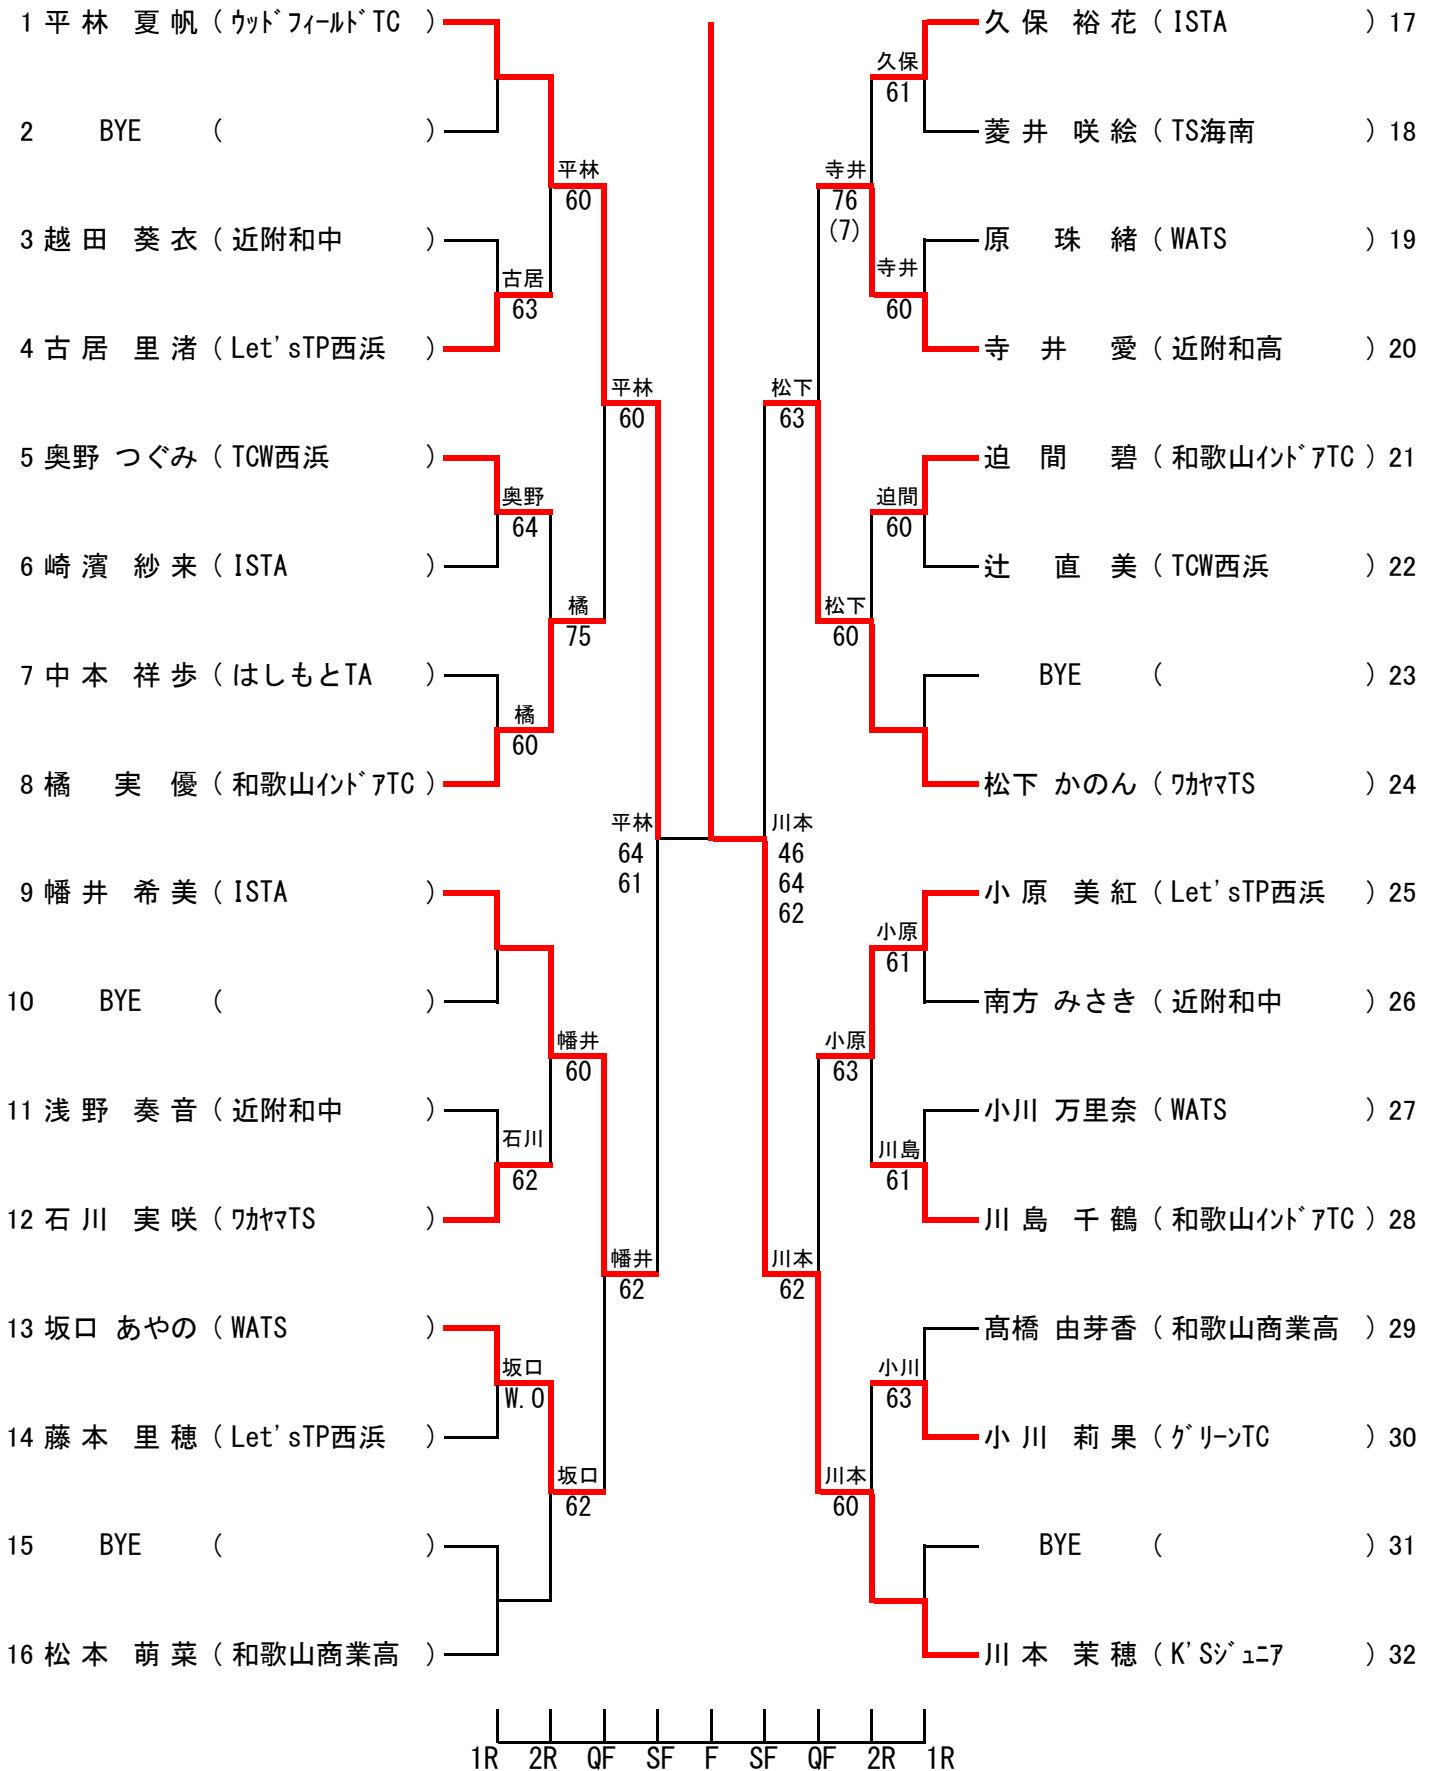 1 平 林 夏 帆 ( ｳｯﾄﾞﾌｨｰﾙﾄﾞTC )
2 BYE ( )
平林
60
3 越 田 葵 衣 ( 近附和中 )
古居
63
4 古 居 里 渚 ( Let'sTP西浜 )
平林
60
5 奥野 つぐみ ( TCW西浜 )
奥野
64
6 崎 濱 紗 来 ( ISTA )
橘
75
7 中 本 祥 歩 ( はしもとTA )
橘
60
8 橘 実 優 ( 和歌山ｲﾝﾄﾞｱTC )
平林
64
61
9 幡 井 希 美 ( ISTA )
10 BYE ( )
幡井
60
11 浅 野 奏 音 ( 近附和中 )
石川
62
12 石 川 実 咲 ( ﾜｶﾔﾏTS )
幡井
62
13 坂口 あやの ( WATS )
坂口
W.O
14 藤 本 里 穂 ( Let'sTP西浜 )
坂口
62
15 BYE ( )
16 松 本 萌 菜 ( 和歌山商業高 )
久 保 裕 花 ( ISTA ) 17
久保
61
菱 井 咲 絵 ( TS海南 ) 18
寺井
76
(7)
原 珠 緒 ( WATS ) 19
寺井
60
寺 井 愛 ( 近附和高 ) 20
松下
63
迫 間 碧 ( 和歌山ｲﾝﾄﾞｱTC ) 21
迫間
60
辻 直 美 ( TCW西浜 ) 22
松下
60
BYE ( ) 23
松下 かのん ( ﾜｶﾔﾏTS ) 24
川本
46
64
62
小 原 美 紅 ( Let'sTP西浜 ) 25
小原
61
南方 みさき ( 近附和中 ) 26
小原
63
小川 万里奈 ( WATS ) 27
川島
61
川 島 千 鶴 ( 和歌山ｲﾝﾄﾞｱTC ) 28
川本
62
髙橋 由芽香 ( 和歌山商業高 ) 29
小川
63
小 川 莉 果 ( ｸﾞﾘｰﾝTC ) 30
川本
60
BYE ( ) 31
川 本 茉 穂 ( K'Sｼﾞｭﾆｱ ) 32
1R 2R QF SF F SF QF 2R 1R